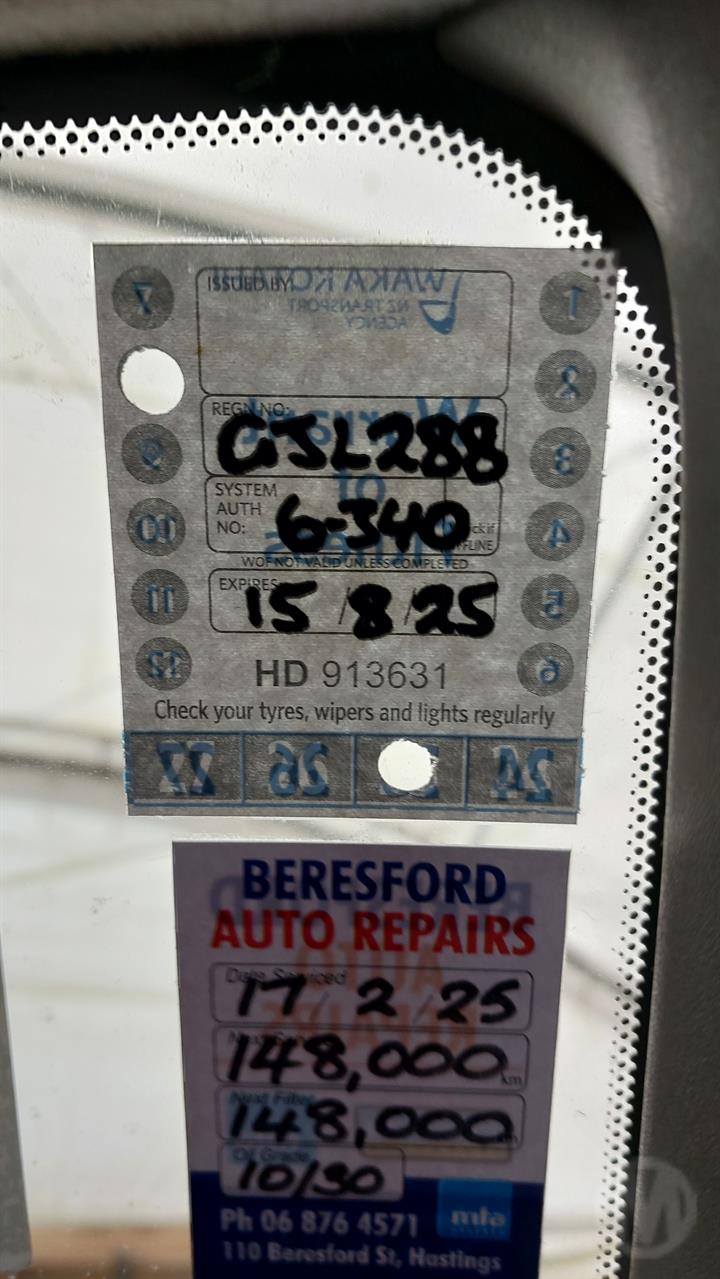 WAKA KOTAHI
NZ TRANSPORT
AGENCY
ISSUED BY
7 1
2
9 3
10 4
11 5
12 6
REGN NO:
GJL288
SYSTEM
AUTH
NO:
6-J40
WOF NOT VALID UNLESS COMPLETED
EXPIRES
15/8/25
HD 913631
Check your tyres, wipers and lights regularly
27 26 24
BERESFORD
AUTO REPAIRS
Date Serviced
17/2/25
148,000 km
Next Filter
148,000
Oil Grade
10/30
Ph 06 876 4571
mta
110 Beresford St, Hastings